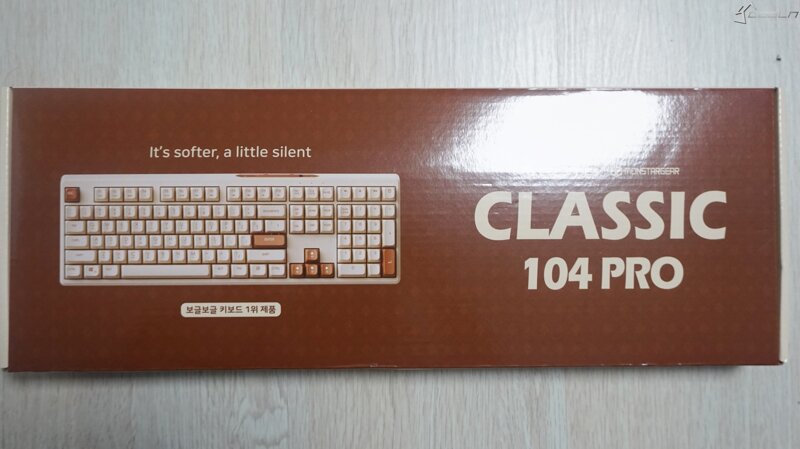 It's softer, a little silent
MONSTARGEAR
CLASSIC
104 PRO
보글보글 키보드 1위 제품